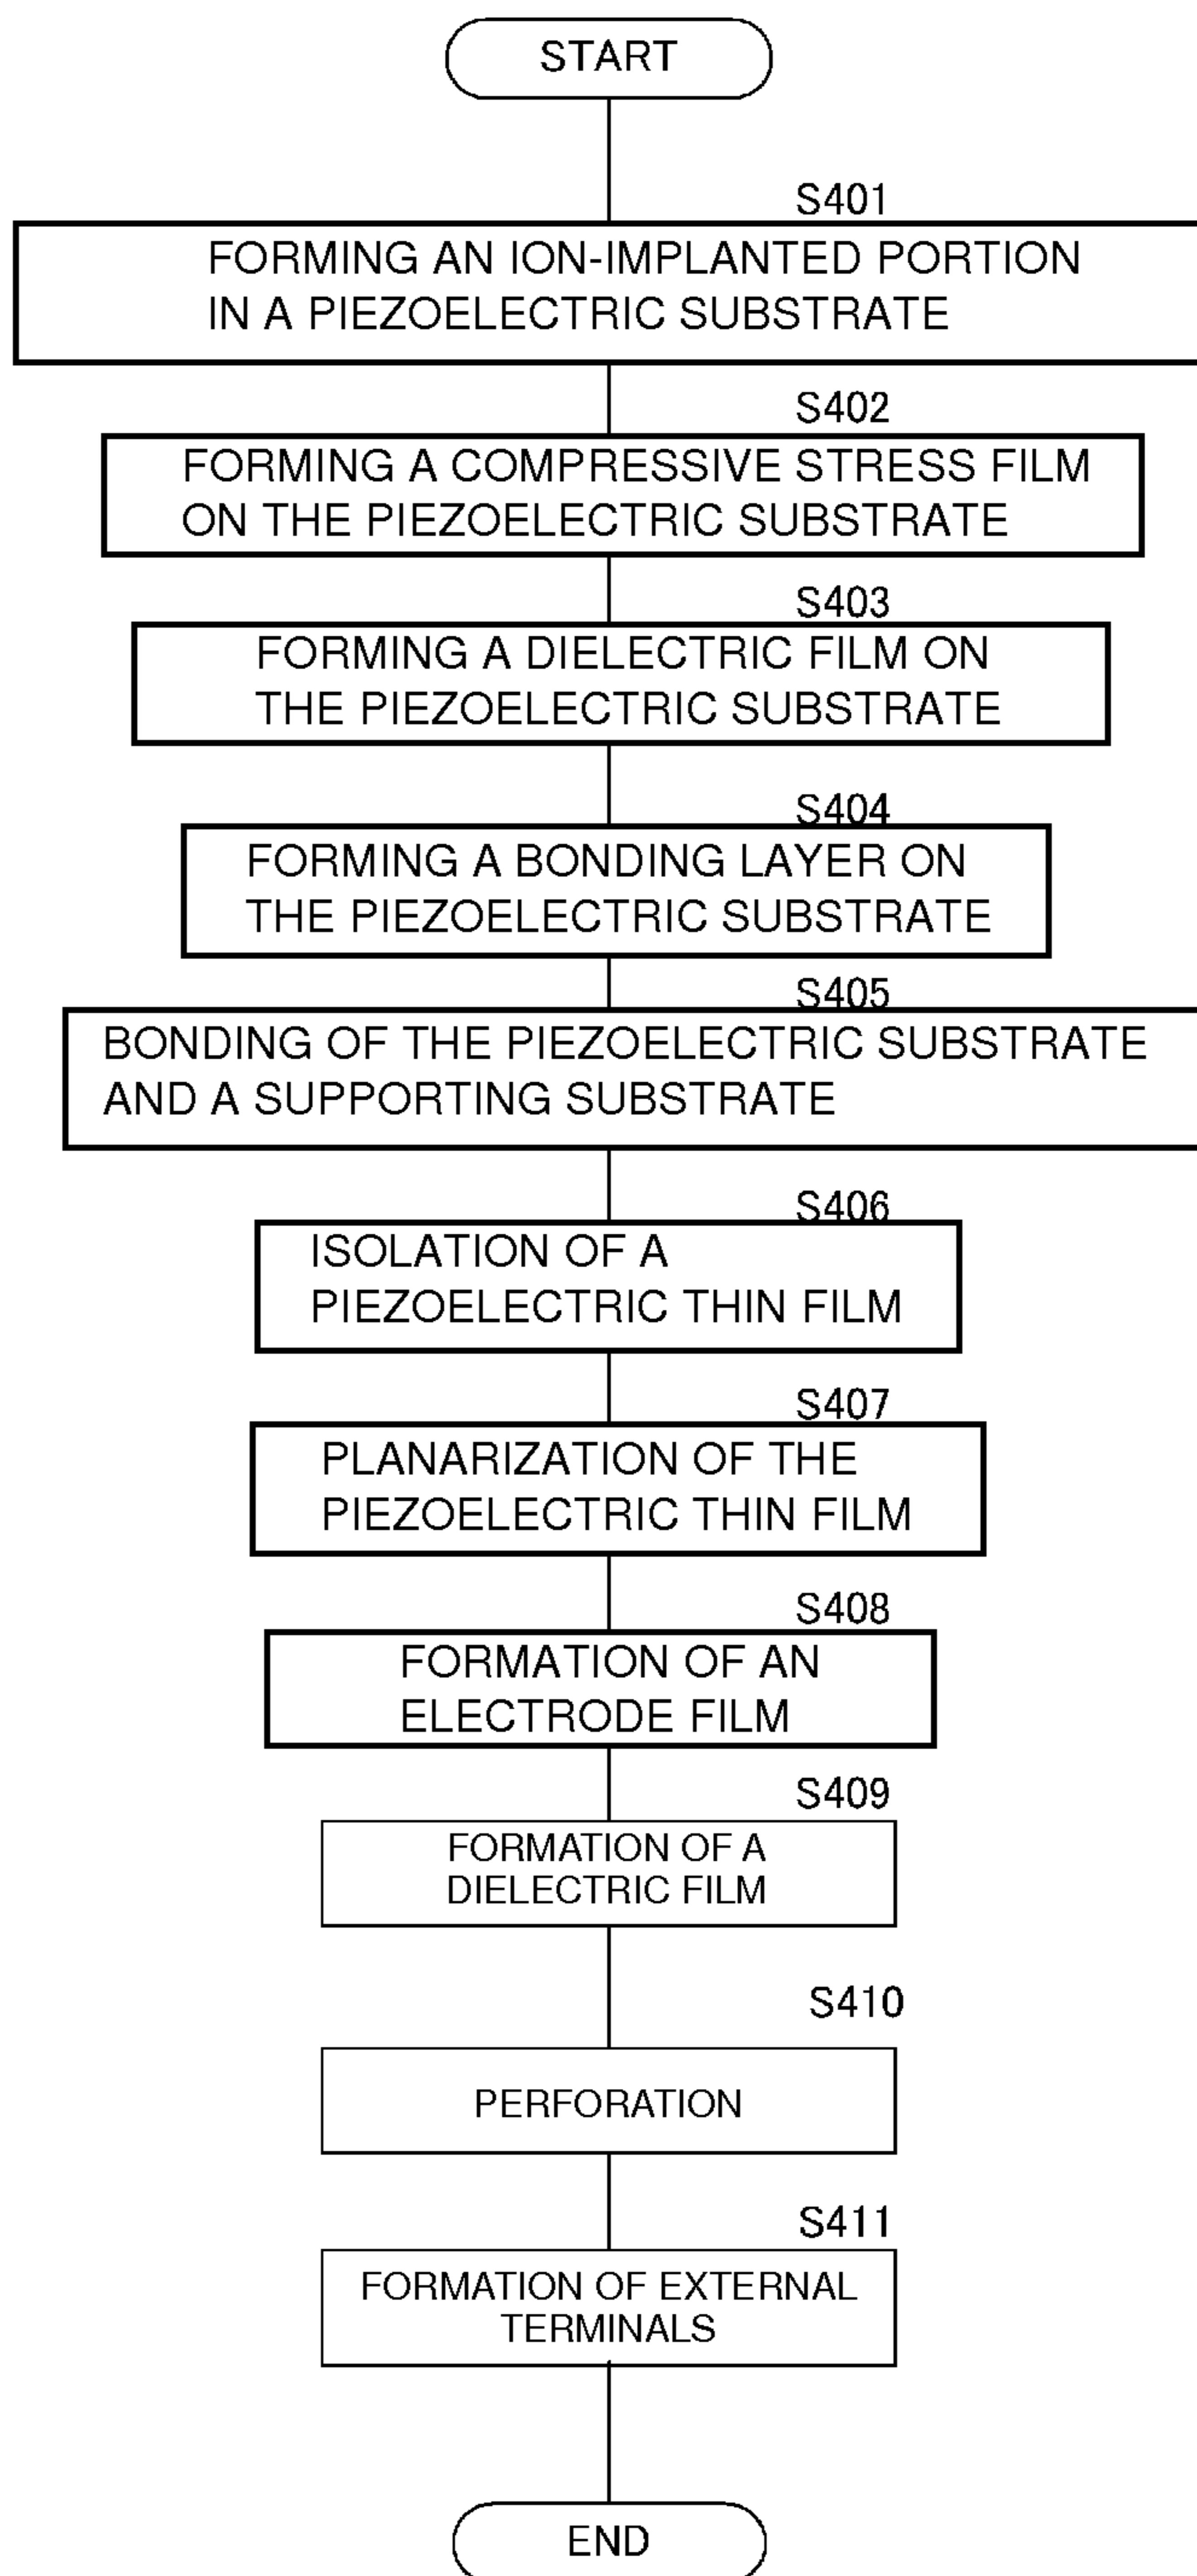 START
S401
FORMING AN ION-IMPLANTED PORTION
IN A PIEZOELECTRIC SUBSTRATE
S402
FORMING A COMPRESSIVE STRESS FILM
ON THE PIEZOELECTRIC SUBSTRATE
S403
FORMING A DIELECTRIC FILM ON
THE PIEZOELECTRIC SUBSTRATE
S404
FORMING A BONDING LAYER ON
THE PIEZOELECTRIC SUBSTRATE
S405
BONDING OF THE PIEZOELECTRIC SUBSTRATE
AND A SUPPORTING SUBSTRATE
S406
ISOLATION OF A
PIEZOELECTRIC THIN FILM
S407
PLANARIZATION OF THE
PIEZOELECTRIC THIN FILM
S408
FORMATION OF AN
ELECTRODE FILM
S409
FORMATION OF A
DIELECTRIC FILM
S410
PERFORATION
S411
FORMATION OF EXTERNAL
TERMINALS
END